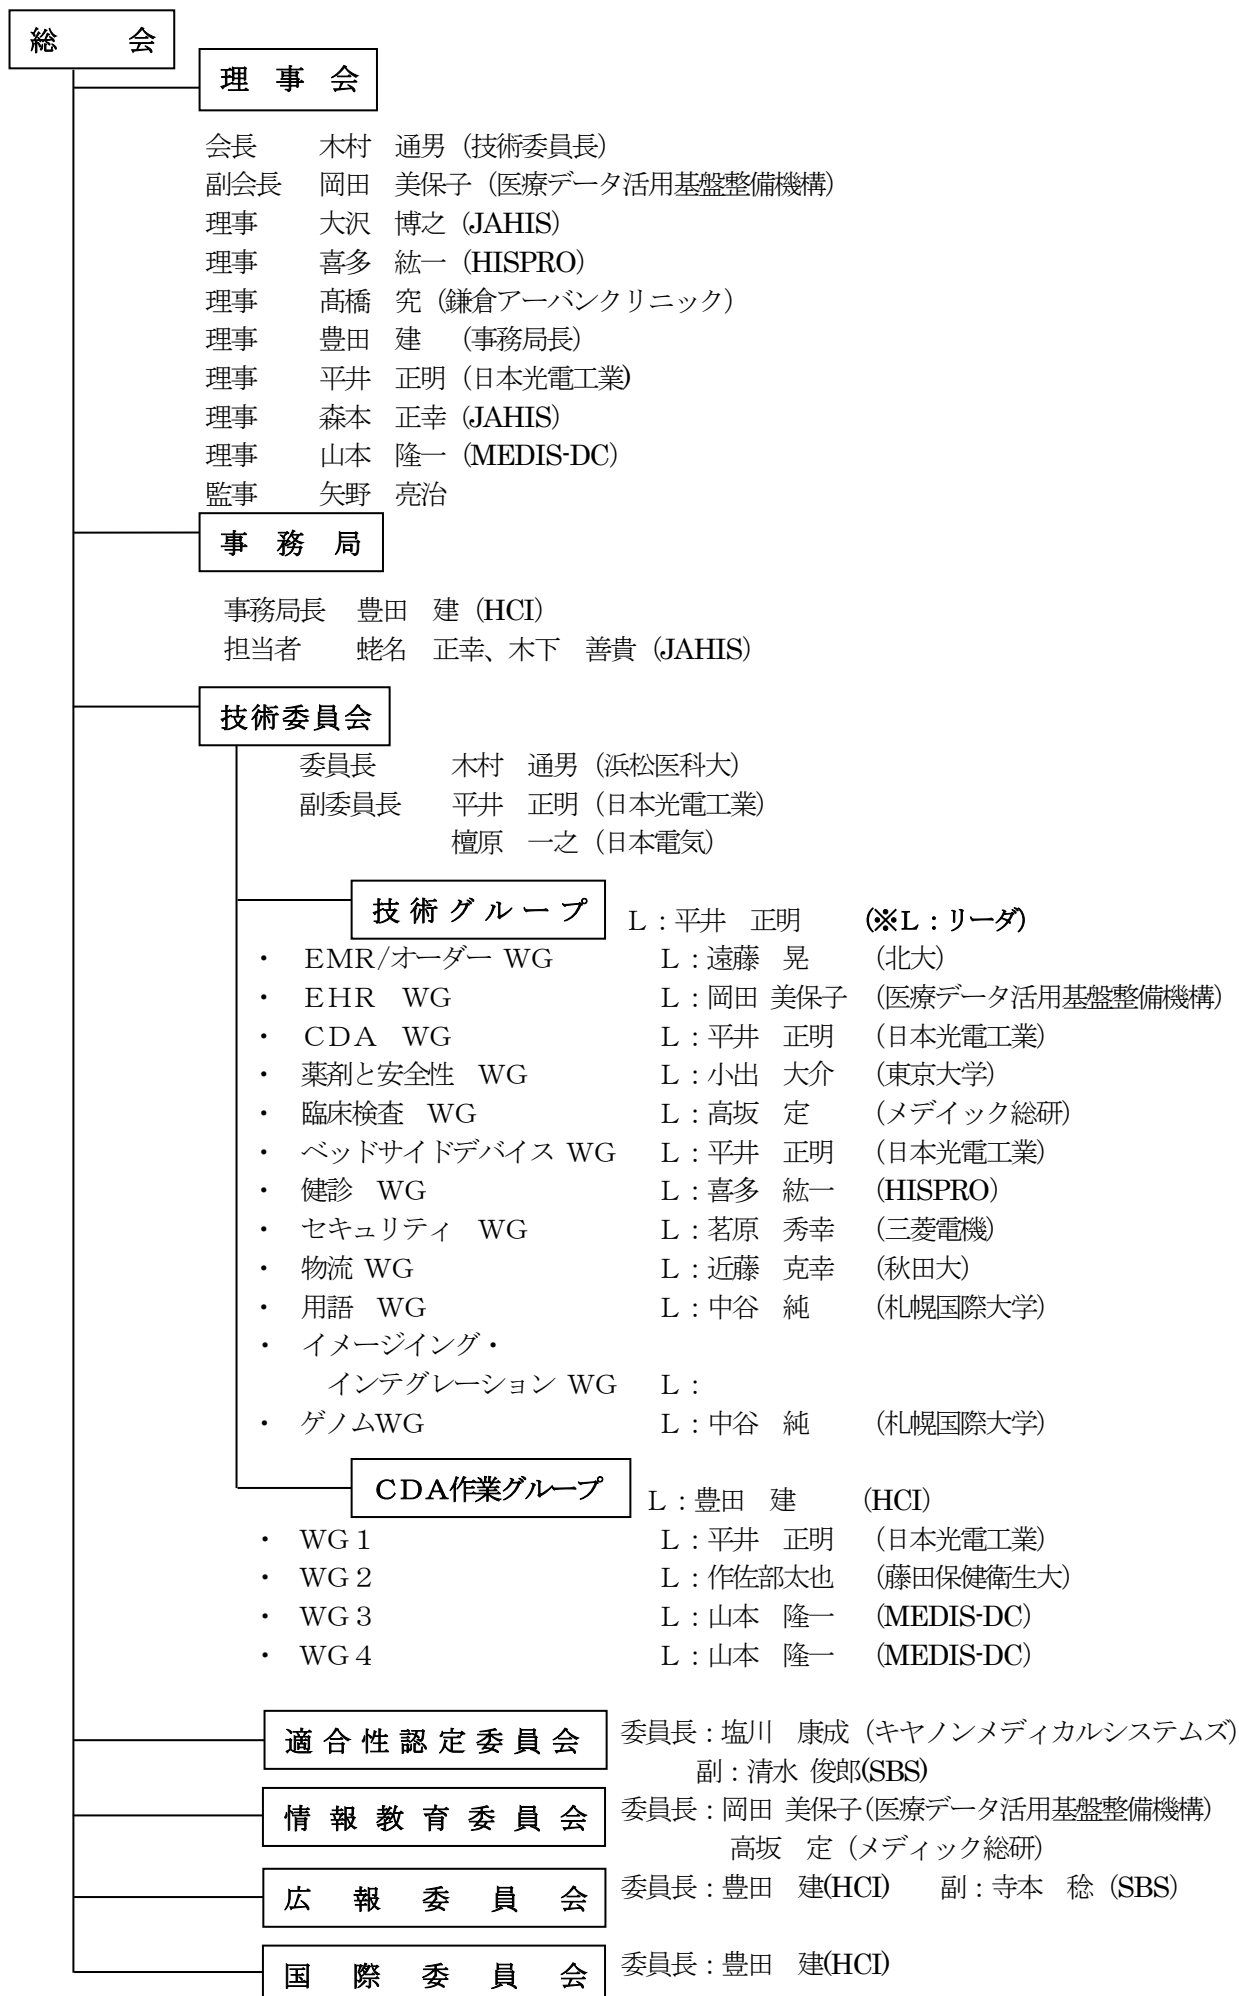 総　会
理 事 会
会長　木村　通男（技術委員長）
副会長　岡田　美保子（医療データ活用基盤整備機構）
理事　大沢　博之（JAHIS）
理事　喜多　紘一（HISPRO）
理事　髙橋　究（鎌倉アーバンクリニック）
理事　豊田　建　（事務局長）
理事　平井　正明（日本光電工業）
理事　森本　正幸（JAHIS）
理事　山本　隆一（MEDIS-DC）
監事　矢野　亮治
事 務 局
事務局長　豊田　建（HCI）
担当者　蛯名　正幸、木下　善貴（JAHIS）
技術委員会
委員長　木村　通男（浜松医科大）
副委員長　平井　正明（日本光電工業）
檀原　一之（日本電気）
技術グループ　L：平井　正明　（※L：リーダ）
・ EMR/オーダー WG　L：遠藤　晃　（北大）
・ EHR　WG　L：岡田 美保子　（医療データ活用基盤整備機構）
・ CDA　WG　L：平井　正明　（日本光電工業）
・ 薬剤と安全性　WG　L：小出　大介　（東京大学）
・ 臨床検査　WG　L：高坂　定　（メデイック総研）
・ ベッドサイドデバイス WG　L：平井　正明　（日本光電工業）
・ 健診　WG　L：喜多　紘一　（HISPRO）
・ セキュリティ　WG　L：茗原　秀幸　（三菱電機）
・ 物流 WG　L：近藤　克幸　（秋田大）
・ 用語　WG　L：中谷　純　（札幌国際大学）
・ イメージイング・
インテグレーション WG　L：
・ ゲノムWG　L：中谷　純　（札幌国際大学）
CDA作業グループ　L：豊田　建　（HCI）
・ WG１　L：平井　正明　（日本光電工業）
・ WG２　L：作佐部太也　（藤田保健衛生大）
・ WG３　L：山本　隆一　（MEDIS-DC）
・ WG４　L：山本　隆一　（MEDIS-DC）
適合性認定委員会　委員長：塩川　康成（キヤノンメディカルシステムズ）
副：清水 俊郎(SBS)
情報教育委員会　委員長：岡田 美保子(医療データ活用基盤整備機構）
高坂　定（メディック総研）
広 報 委 員 会　委員長：豊田　建(HCI)　副：寺本　稔（SBS）
国 際 委 員 会　委員長：豊田　建(HCI)